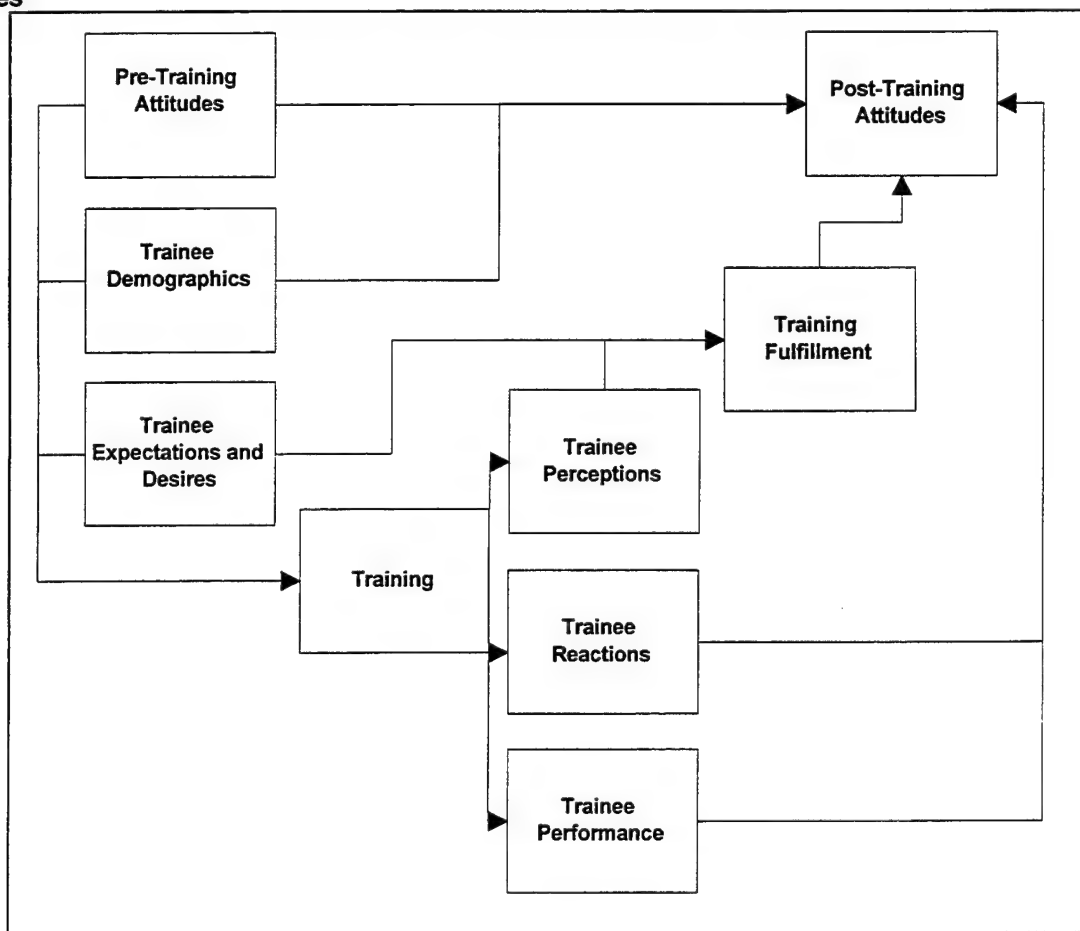 Pre-Training
Attitudes
Post-Training
Attitudes
Trainee
Demographics
Training
Fulfillment
Trainee
Expectations and
Desires
Trainee
Perceptions
Training
Trainee
Reactions
Trainee
Performance